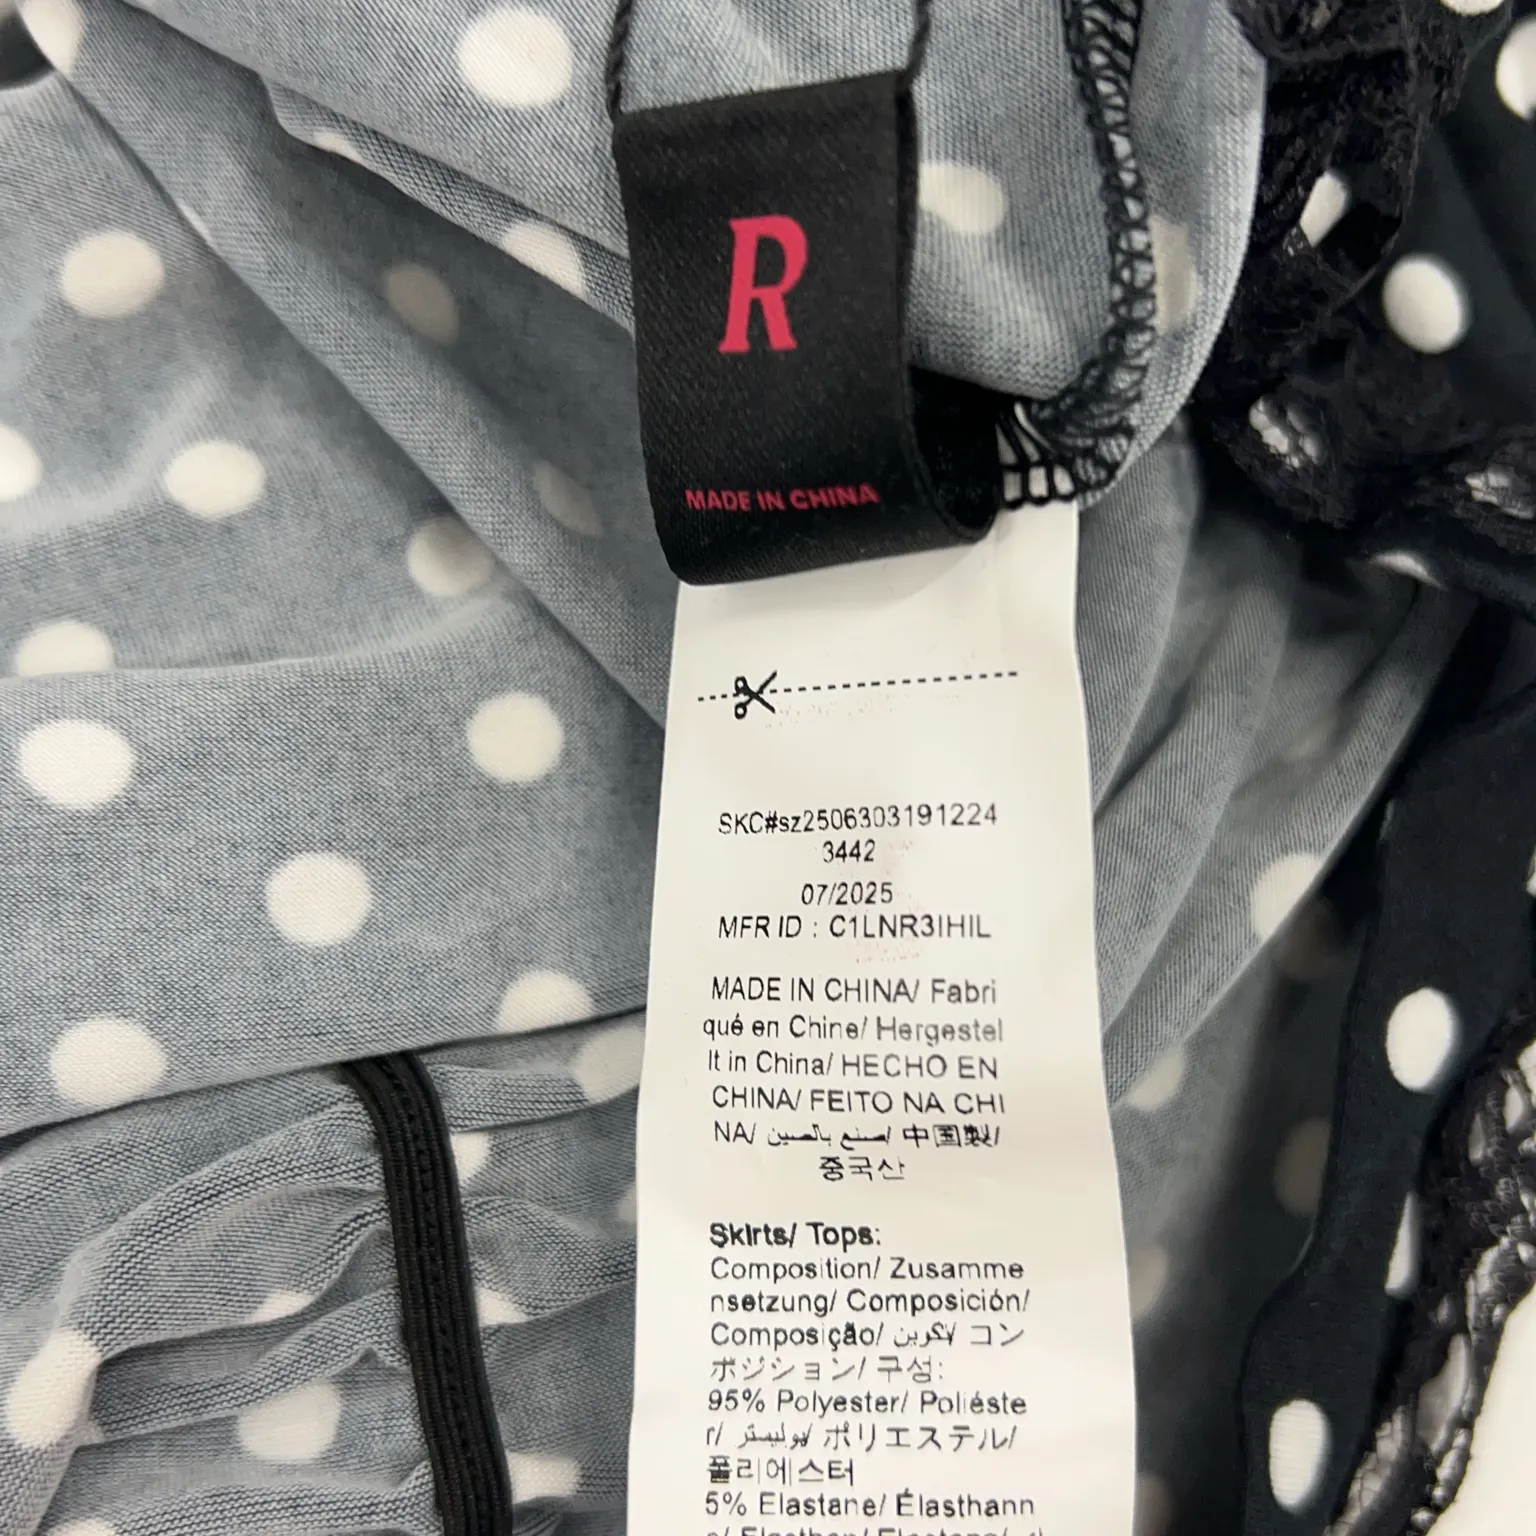 R
MADE IN CHINA
SKC#sz2506303191224
3442
07/2025
MFR ID : C1LNR3IHIL
MADE IN CHINA/ Fabri
qué en Chine/ Hergestel
lt in China/ HECHO EN
CHINA/ FEITO NA CHI
NA/ صنع بالصين/ 中国製/
중국산
Skirts/ Tops:
Composition/ Zusamme
nsetzung/ Composición/
Composição/ تكوين/ コン
ポジション/ 구성:
95% Polyester/ Poliéste
r/ بوليستر/ ポリエステル/
폴리에스터
5% Elastane/ Élasthann